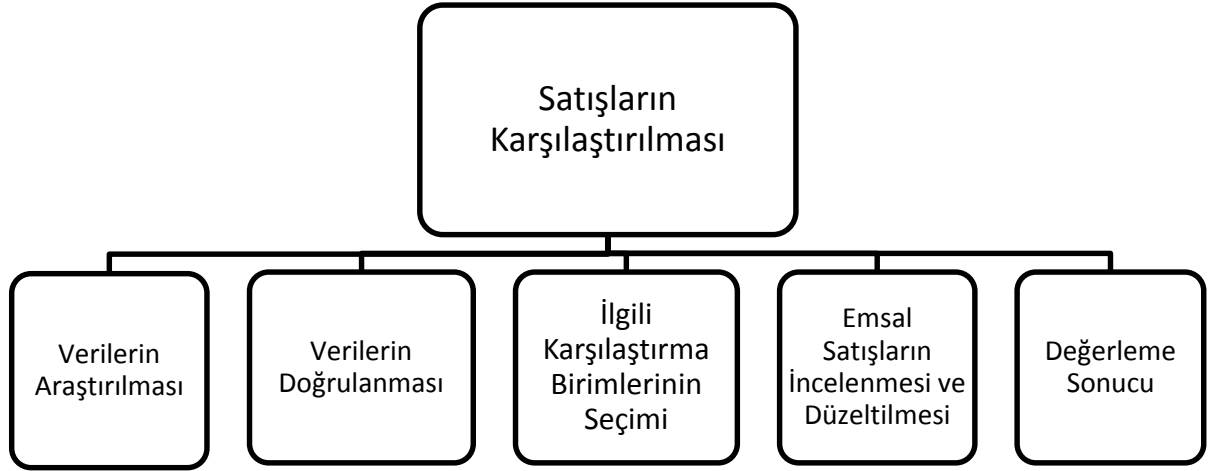 Satışların
Karşılaştırılması
Verilerin
Araştırılması
Verilerin
Doğrulanması
İlgili
Karşılaştırma
Birimlerinin
Seçimi
Emsal
Satışların
İncelenmesi ve
Düzeltilmesi
Değerleme
Sonucu